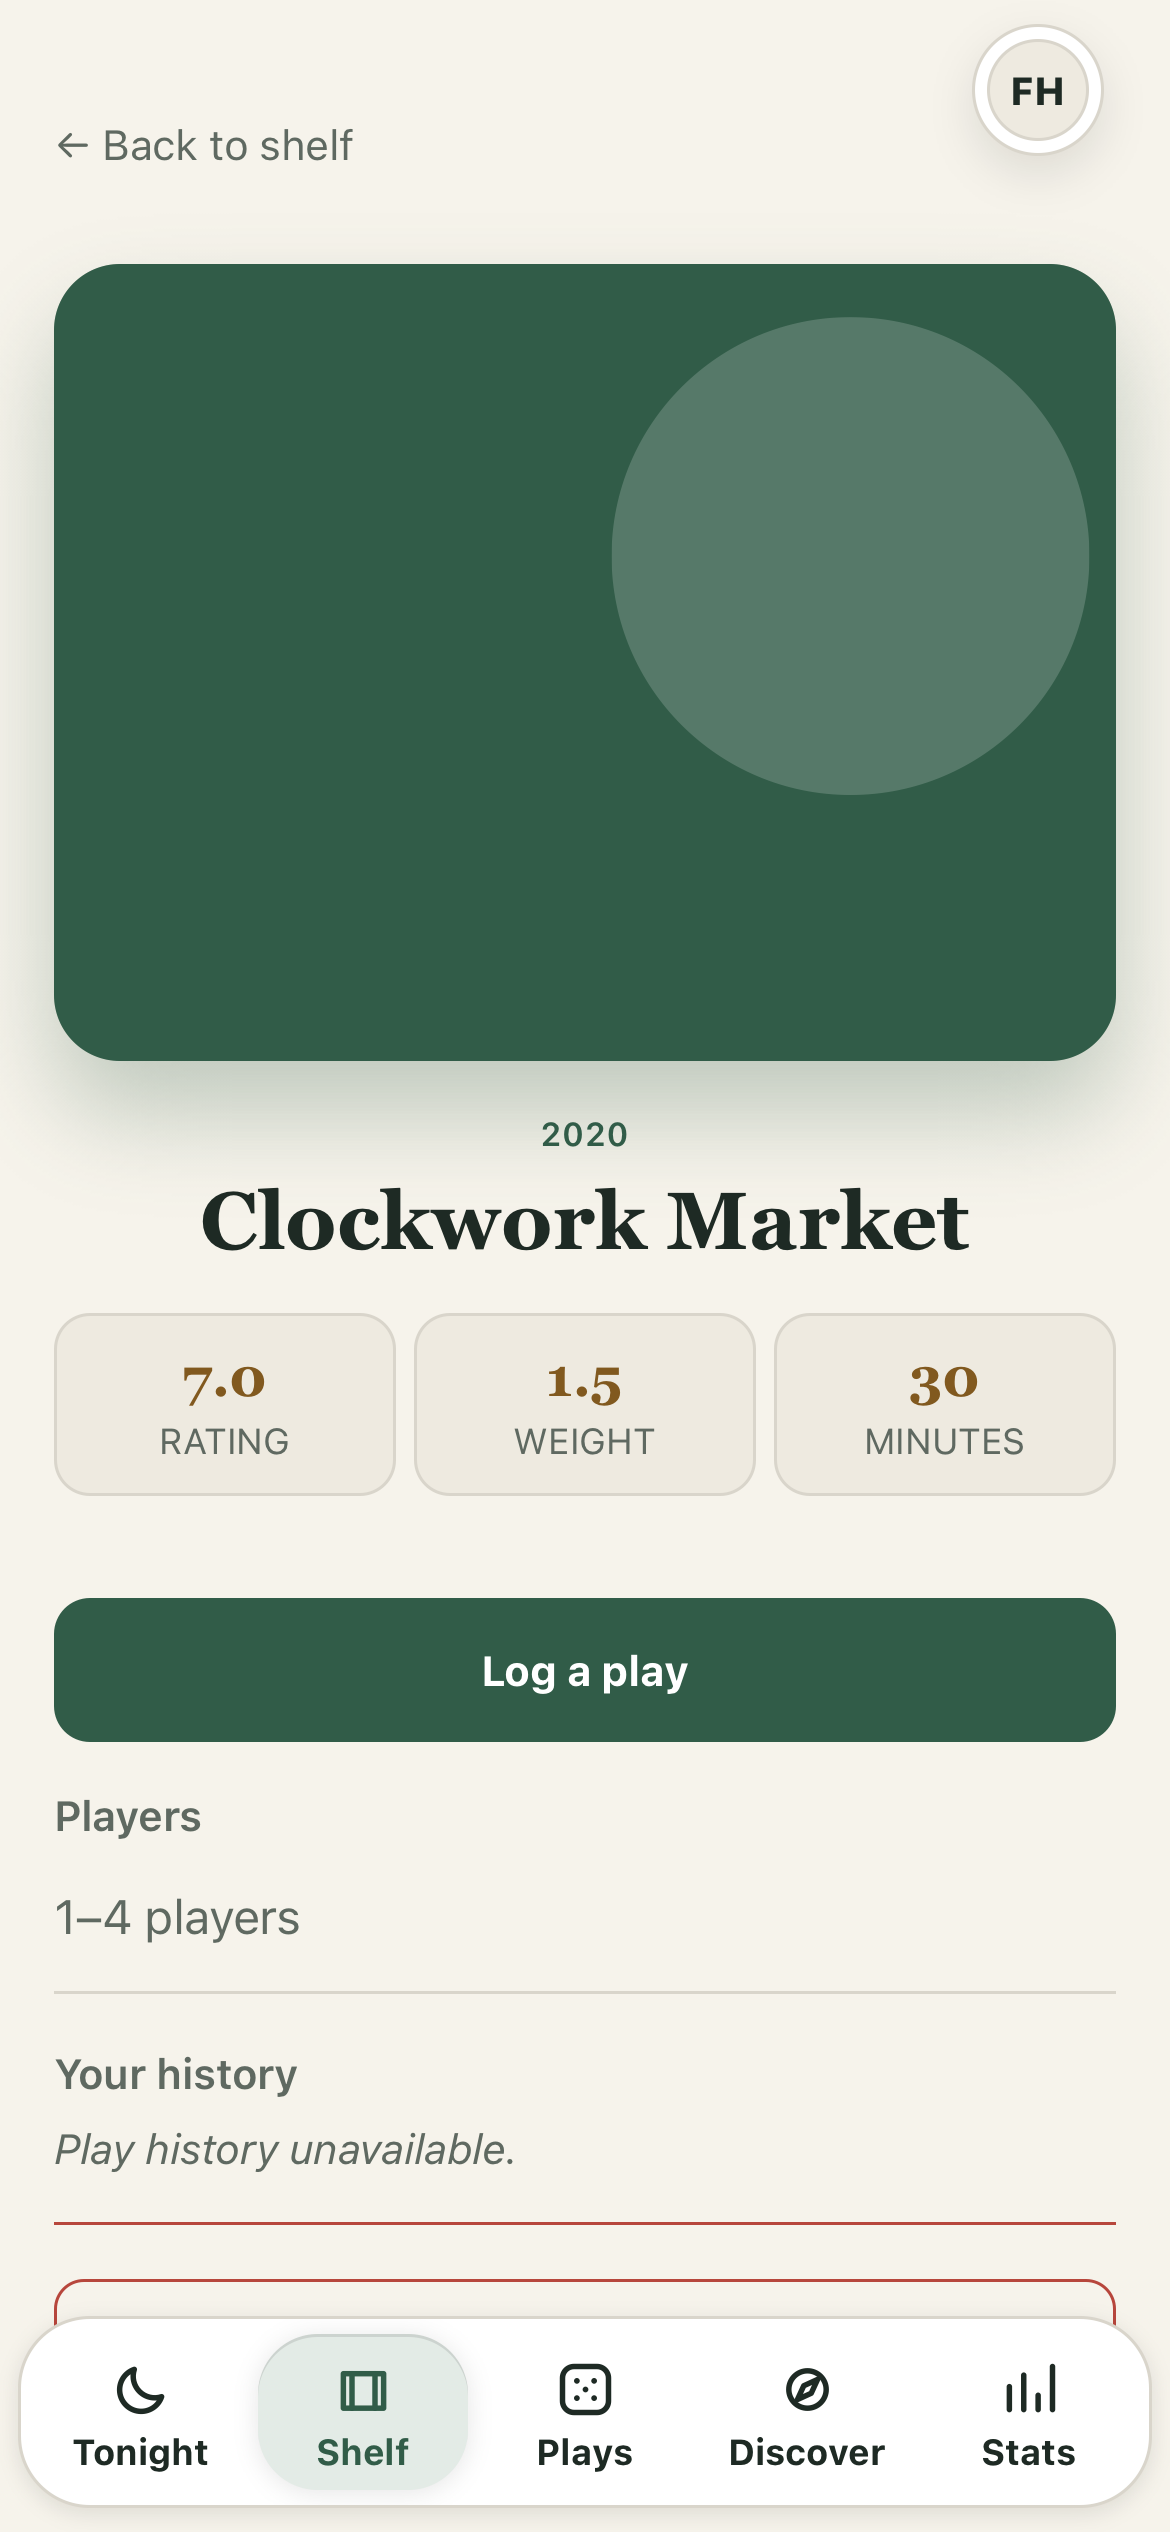 FH
← Back to shelf
2020
Clockwork Market
7.0
RATING
1.5
WEIGHT
30
MINUTES
Log a play
Players
1–4 players
Your history
Play history unavailable.
Tonight
Shelf
Plays
Discover
Stats